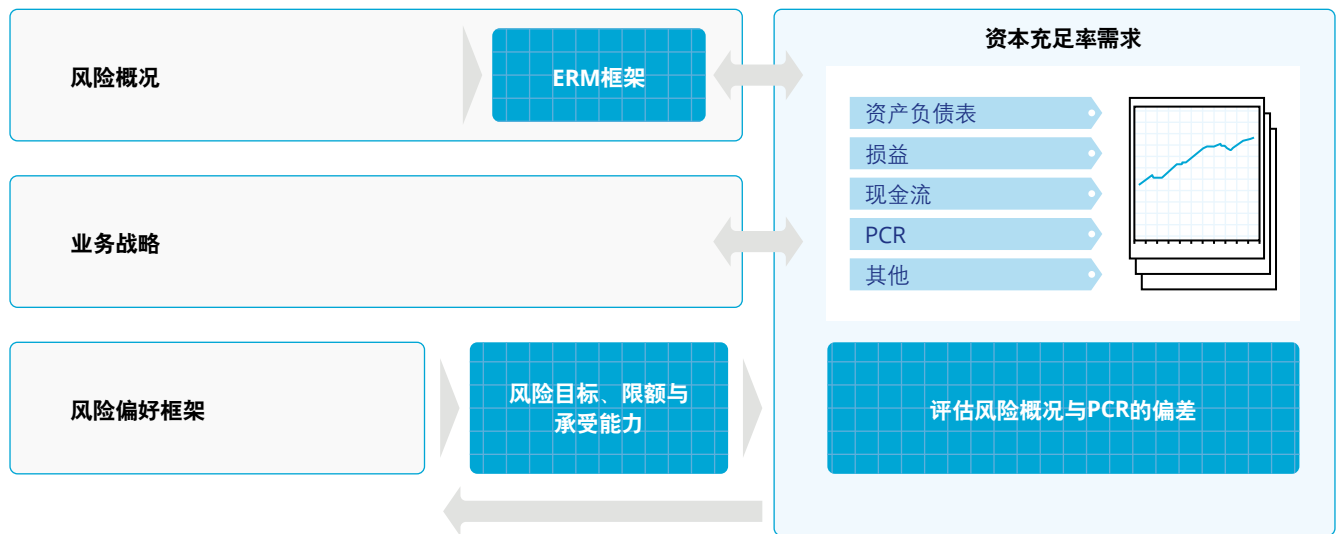 风险概况
ERM框架
业务战略
风险偏好框架
风险目标、限额与
承受能力
资本充足率需求
资产负债表
损益
现金流
PCR
其他
评估风险概况与PCR的偏差